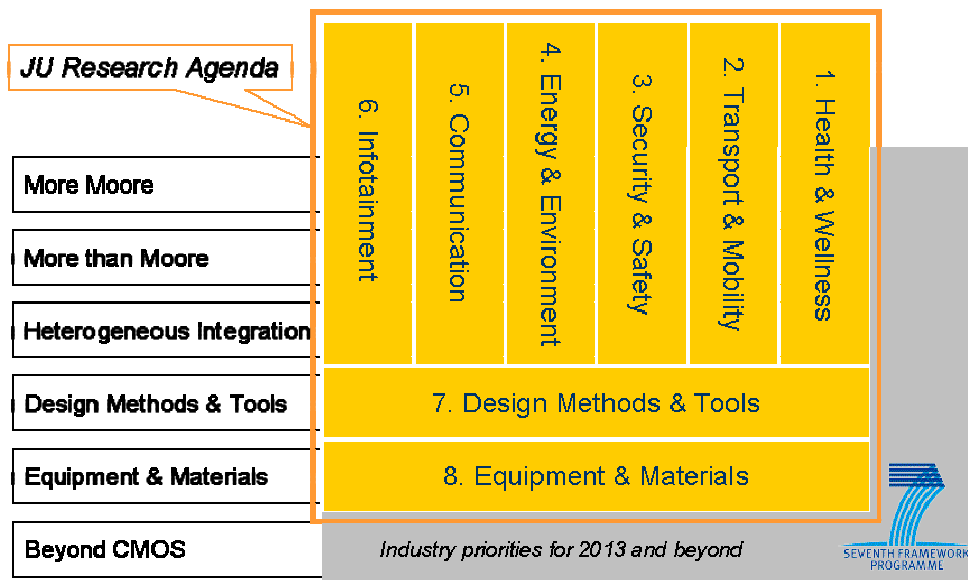 JU Research Agenda
6. Infotainment
5. Communication
4. Energy & Environment
3. Security & Safety
2. Transport & Mobility
1. Health & Wellness
More Moore
More than Moore
Heterogeneous Integration
Design Methods & Tools
7. Design Methods & Tools
Equipment & Materials
8. Equipment & Materials
Beyond CMOS
Industry priorities for 2013 and beyond
SEVENTH FRAMEWORK
PROGRAMME